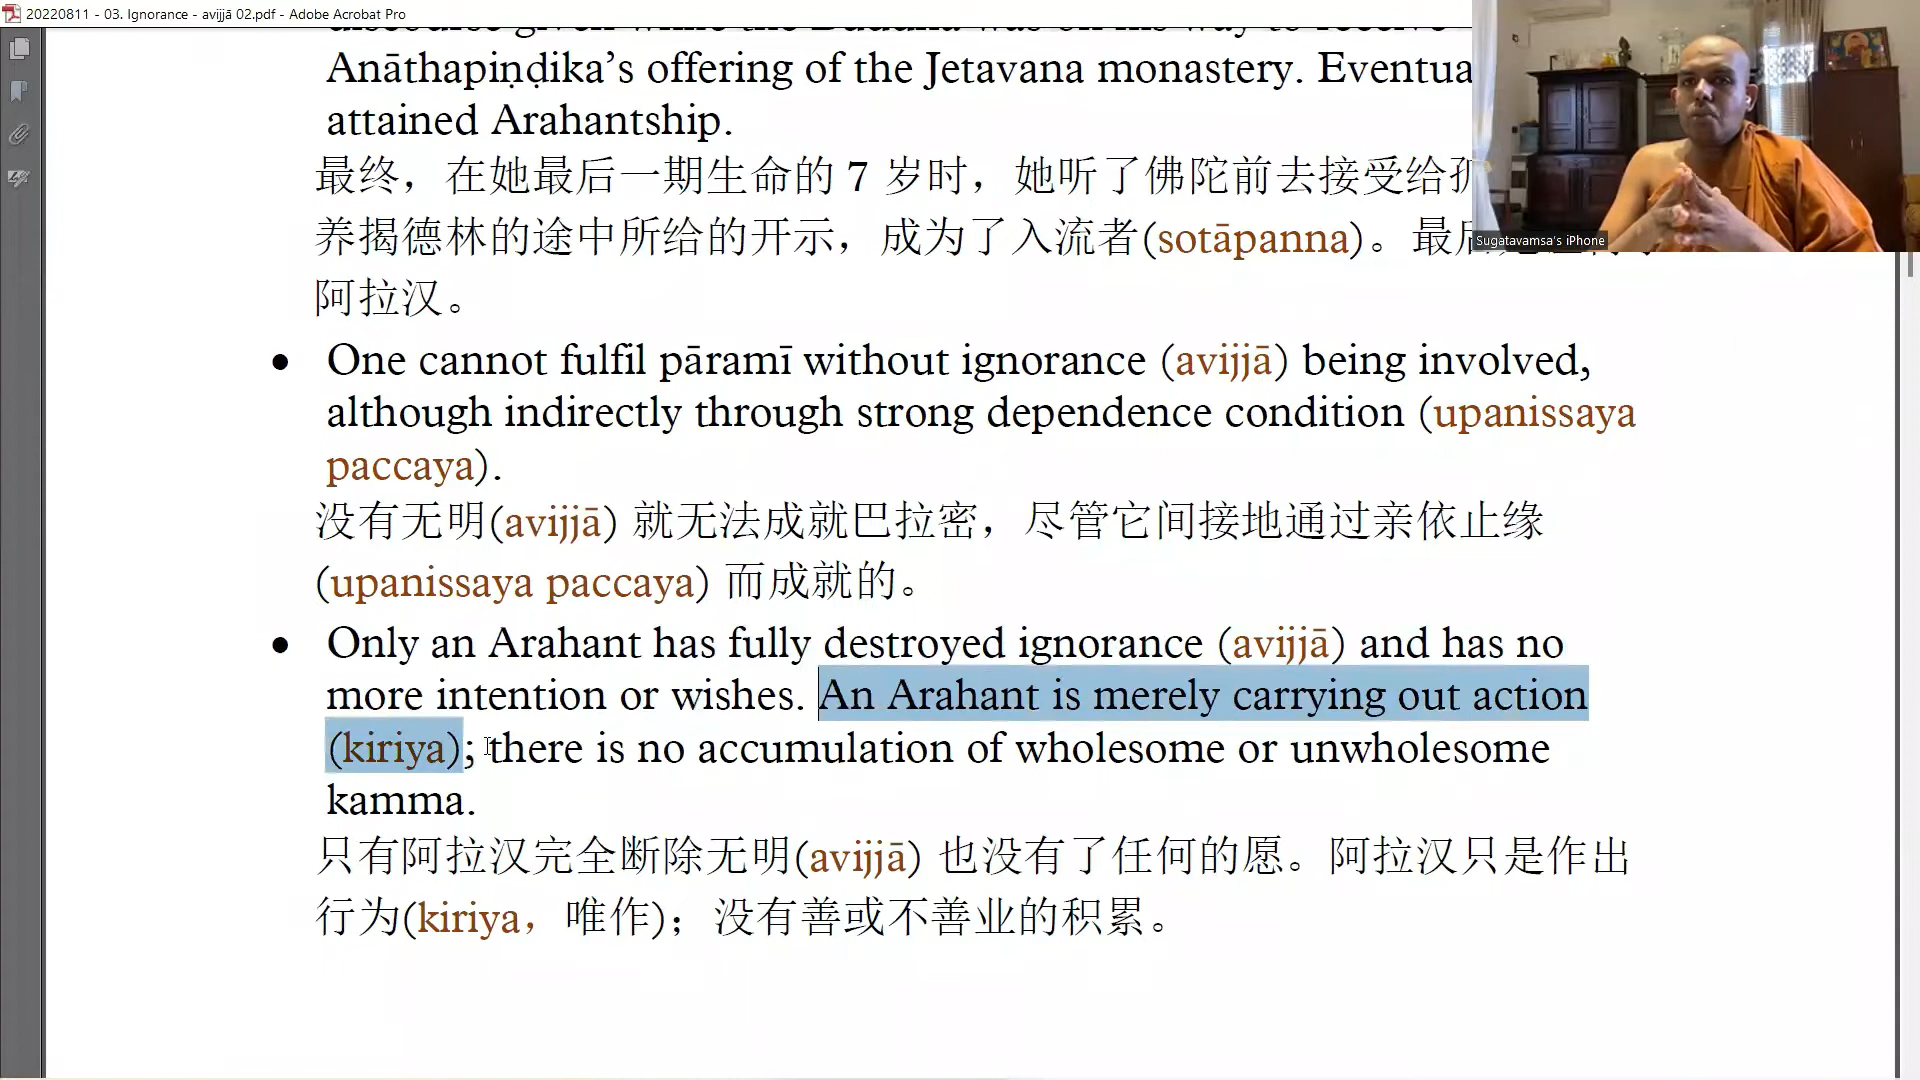 20220811 - 03. Ignorance - avijjā 02.pdf - Adobe Acrobat Pro
Anāthapiṇḍika’s offering of the Jetavana monastery. Eventua
attained Arahantship.
最终，在她最后一期生命的 7 岁时，她听了佛陀前去接受给孤
养揭德林的途中所给的开示，成为了入流者(sotāpanna)。最后
Sugatavamsa's iPhone
阿拉汉。
• One cannot fulfil pāramī without ignorance (avijjā) being involved,
although indirectly through strong dependence condition (upanissaya
paccaya).
没有无明(avijjā) 就无法成就巴拉密，尽管它间接地通过亲依止缘
(upanissaya paccaya) 而成就的。
• Only an Arahant has fully destroyed ignorance (avijjā) and has no
more intention or wishes. An Arahant is merely carrying out action
(kiriya); there is no accumulation of wholesome or unwholesome
kamma.
只有阿拉汉完全断除无明(avijjā) 也没有了任何的愿。阿拉汉只是作出
行为(kiriya，唯作)；没有善或不善业的积累。